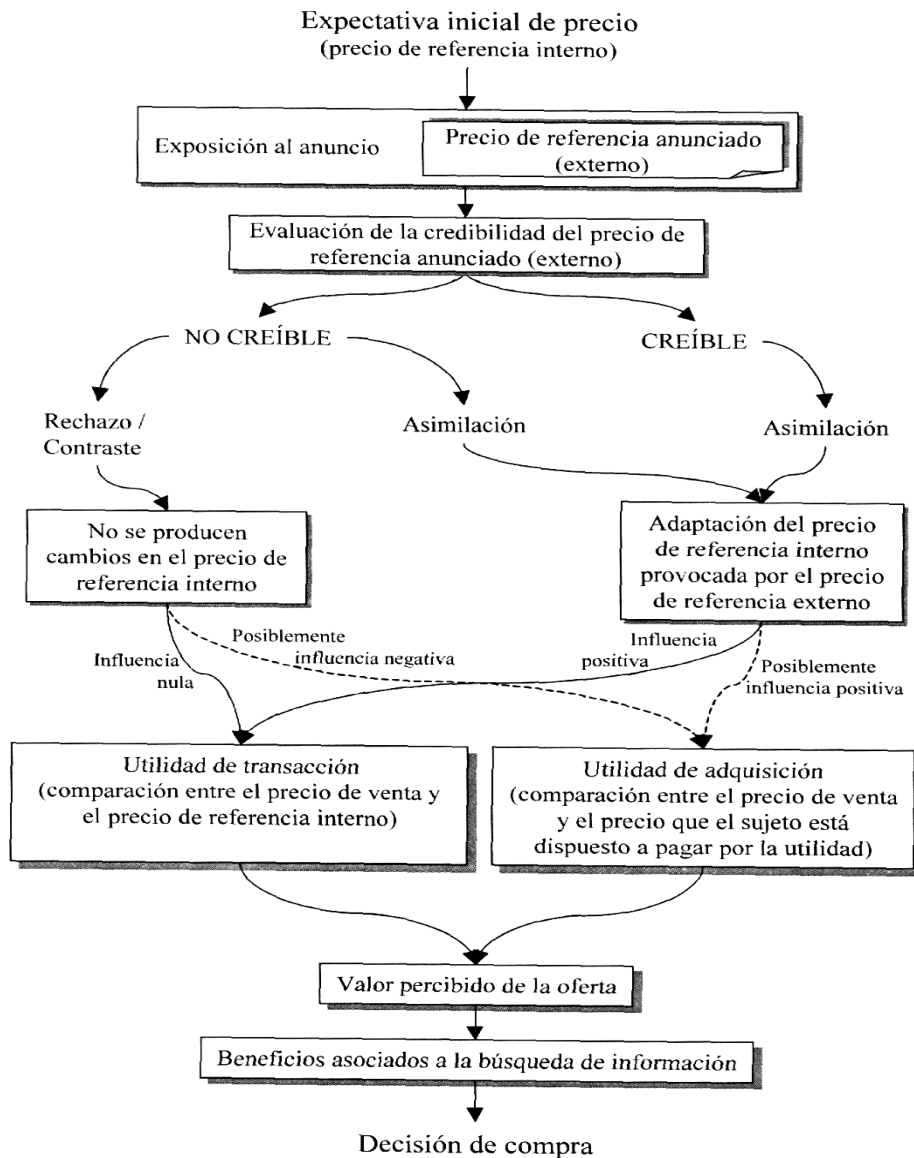 Expectativa inicial de precio
(precio de referencia interno)
Exposición al anuncio
Precio de referencia anunciado
(externo)
Evaluación de la credibilidad del precio de
referencia anunciado (externo)
NO CREÍBLE
CREÍBLE
Rechazo /
Contraste
Asimilación
Asimilación
No se producen
cambios en el precio de
referencia interno
Adaptación del precio
de referencia interno
provocada por el precio
de referencia externo
Influencia
nula
Posiblemente
influencia negativa
Influencia
positiva
Posiblemente
influencia positiva
Utilidad de transacción
(comparación entre el precio de venta y
el precio de referencia interno)
Utilidad de adquisición
(comparación entre el precio de venta
y el precio que el sujeto está
dispuesto a pagar por la utilidad)
Valor percibido de la oferta
Beneficios asociados a la búsqueda de información
Decisión de compra